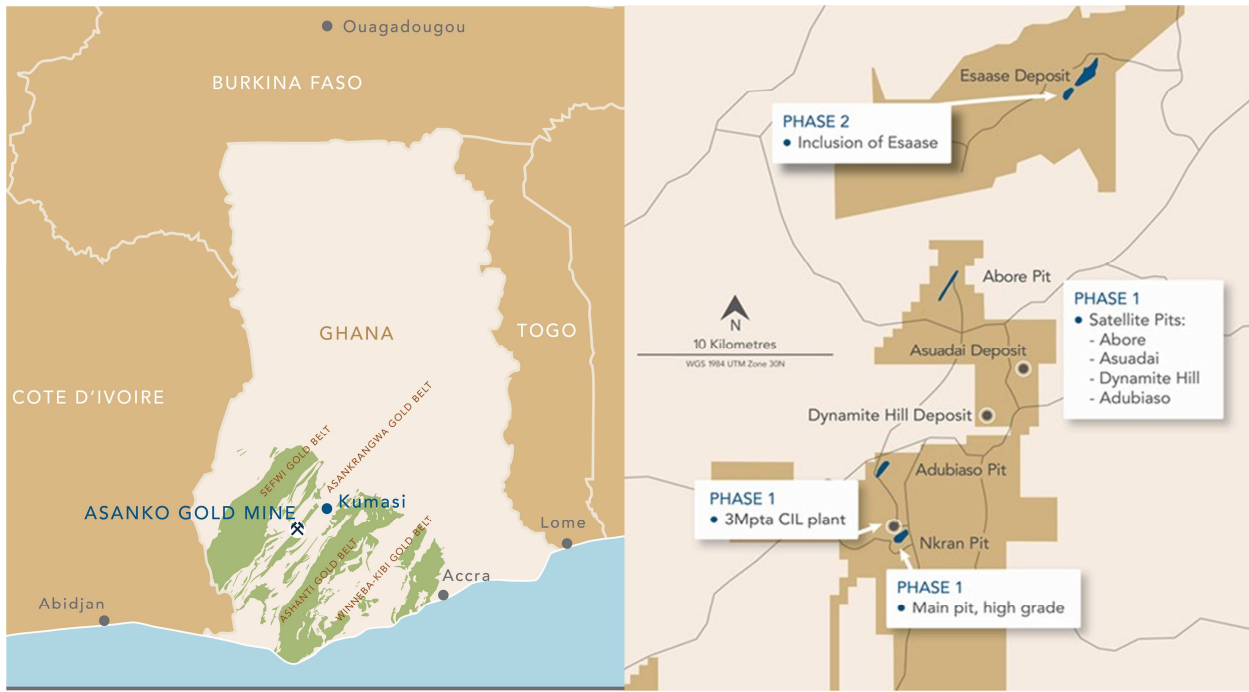 Ouagadougou
BURKINA FASO
GHANA
TOGO
COTE D'IVOIRE
SEFWI GOLD BELT
ASANKRANGWA GOLD BELT
ASANKO GOLD MINE
Kumasi
ASHANTI GOLD BELT
WINNEBA-KIBI GOLD BELT
Lome
Accra
Abidjan
Esaase Deposit
PHASE 2
• Inclusion of Esaase
Abore Pit
N
10 Kilometres
WGS 1984 UTM Zone 30N
PHASE 1
• Satellite Pits:
- Abore
- Asuadai
- Dynamite Hill
- Adubiaso
Asuadai Deposit
Dynamite Hill Deposit
Adubiaso Pit
PHASE 1
• 3Mpta CIL plant
Nkran Pit
PHASE 1
• Main pit, high grade